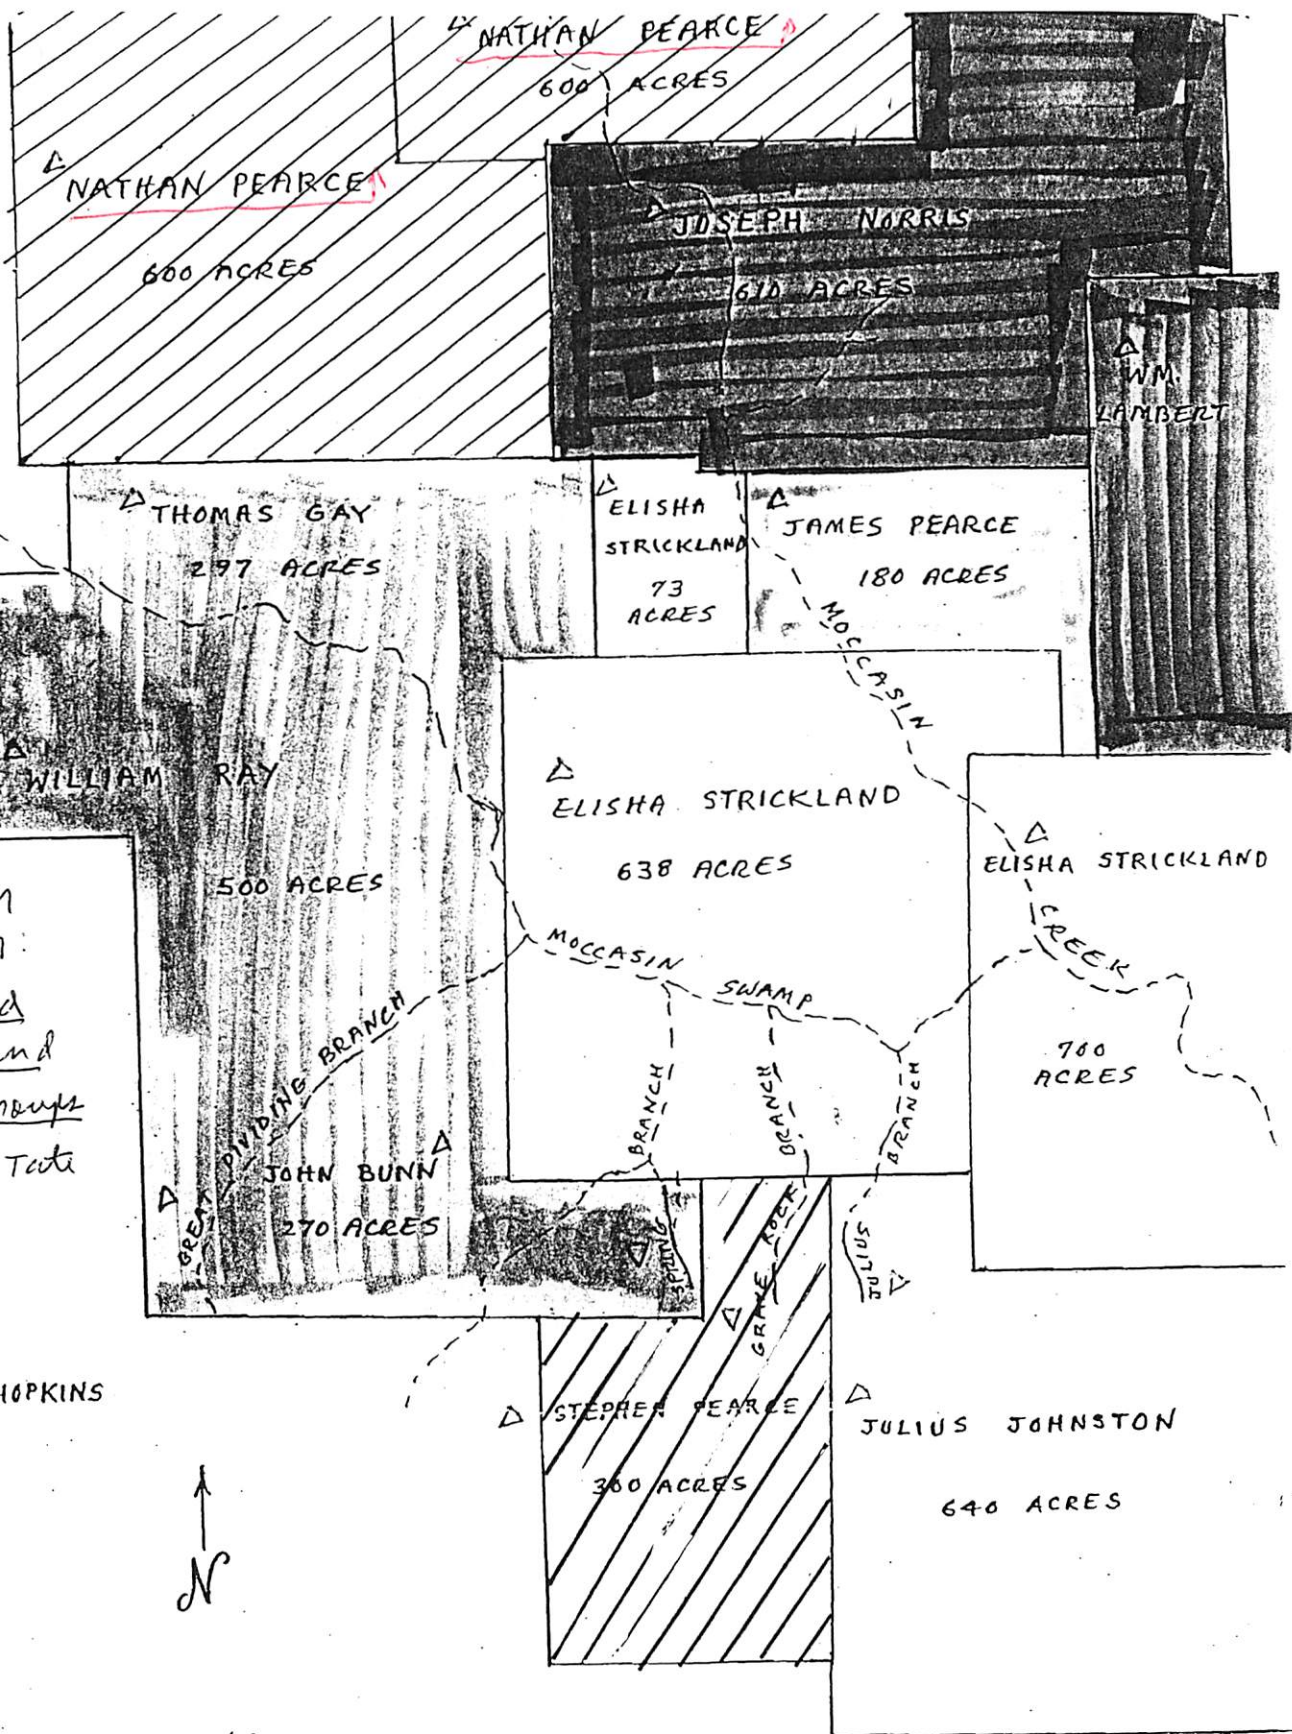 NATHAN PEARCE
600 ACRES
NATHAN PEARCE
600 ACRES
JOSEPH NORRIS
610 ACRES
WM.
LAMBERT
THOMAS GAY
297 ACRES
ELISHA
STRICKLAND
73
ACRES
JAMES PEARCE
180 ACRES
MOCCASIN
CREEK
WILLIAM RAY
500 ACRES
ELISHA STRICKLAND
638 ACRES
ELISHA STRICKLAND
700
ACRES
MOCCASIN SWAMP
GREAT DIVIDING BRANCH
JOHN BUNN
270 ACRES
SPRING BRANCH
GRAVE ROCK BRANCH
JULIUS BRANCH
Tate
HOPKINS
STEPHEN PEARCE
300 ACRES
JULIUS JOHNSTON
640 ACRES
N